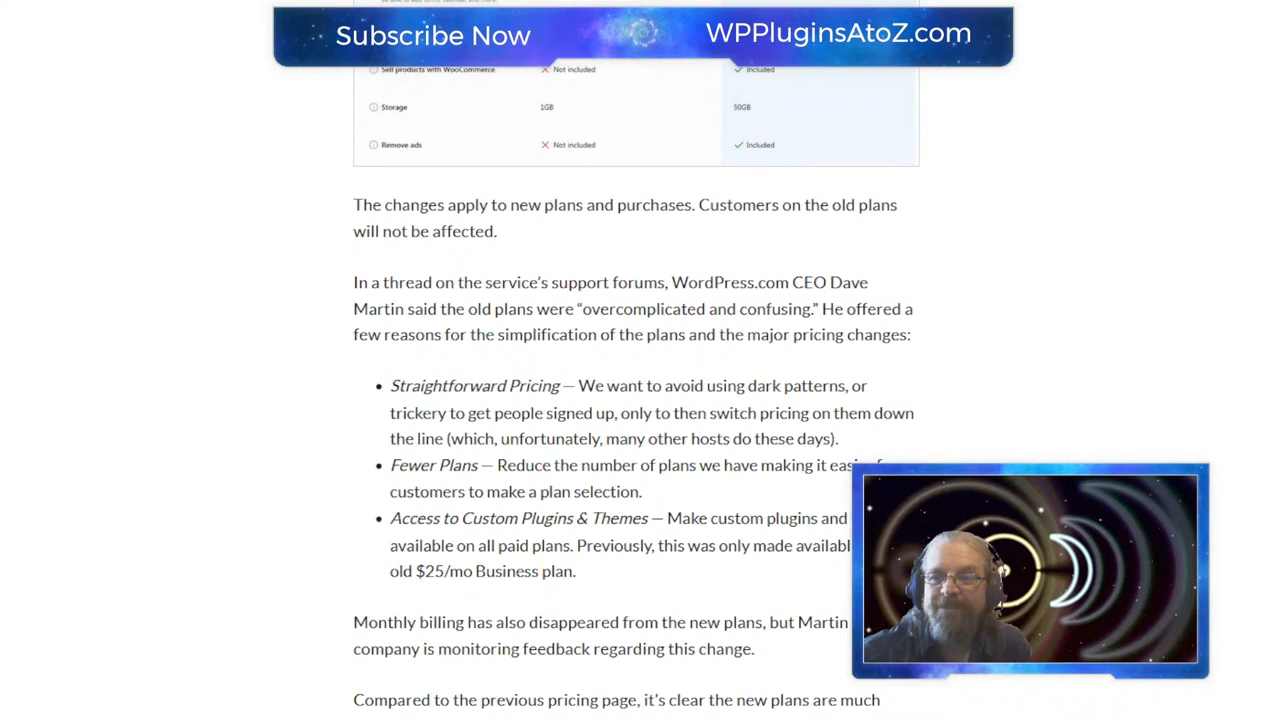 Subscribe Now
WPPluginsAtoZ.com
Sell products with WooCommerce Not included Included
Storage 1GB 50GB
Remove ads Not included Included
The changes apply to new plans and purchases. Customers on the old plans
will not be affected.
In a thread on the service’s support forums, WordPress.com CEO Dave
Martin said the old plans were “overcomplicated and confusing.” He offered a
few reasons for the simplification of the plans and the major pricing changes:
• Straightforward Pricing — We want to avoid using dark patterns, or
trickery to get people signed up, only to then switch pricing on them down
the line (which, unfortunately, many other hosts do these days).
• Fewer Plans — Reduce the number of plans we have making it
customers to make a plan selection.
• Access to Custom Plugins & Themes — Make custom plugins and
available on all paid plans. Previously, this was only made
old $25/mo Business plan.
Monthly billing has also disappeared from the new plans, but Martin
company is monitoring feedback regarding this change.
Compared to the previous pricing page, it’s clear the new plans are much